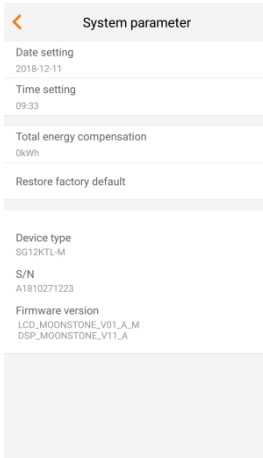 System parameter
Date setting
2018-12-11
Time setting
09:33
Total energy compensation
0kWh
Restore factory default
Device type
SG12KTL-M
S/N
A1810271223
Firmware version
LCD_MOONSTONE_V01_A_M
DSP_MOONSTONE_V11_A